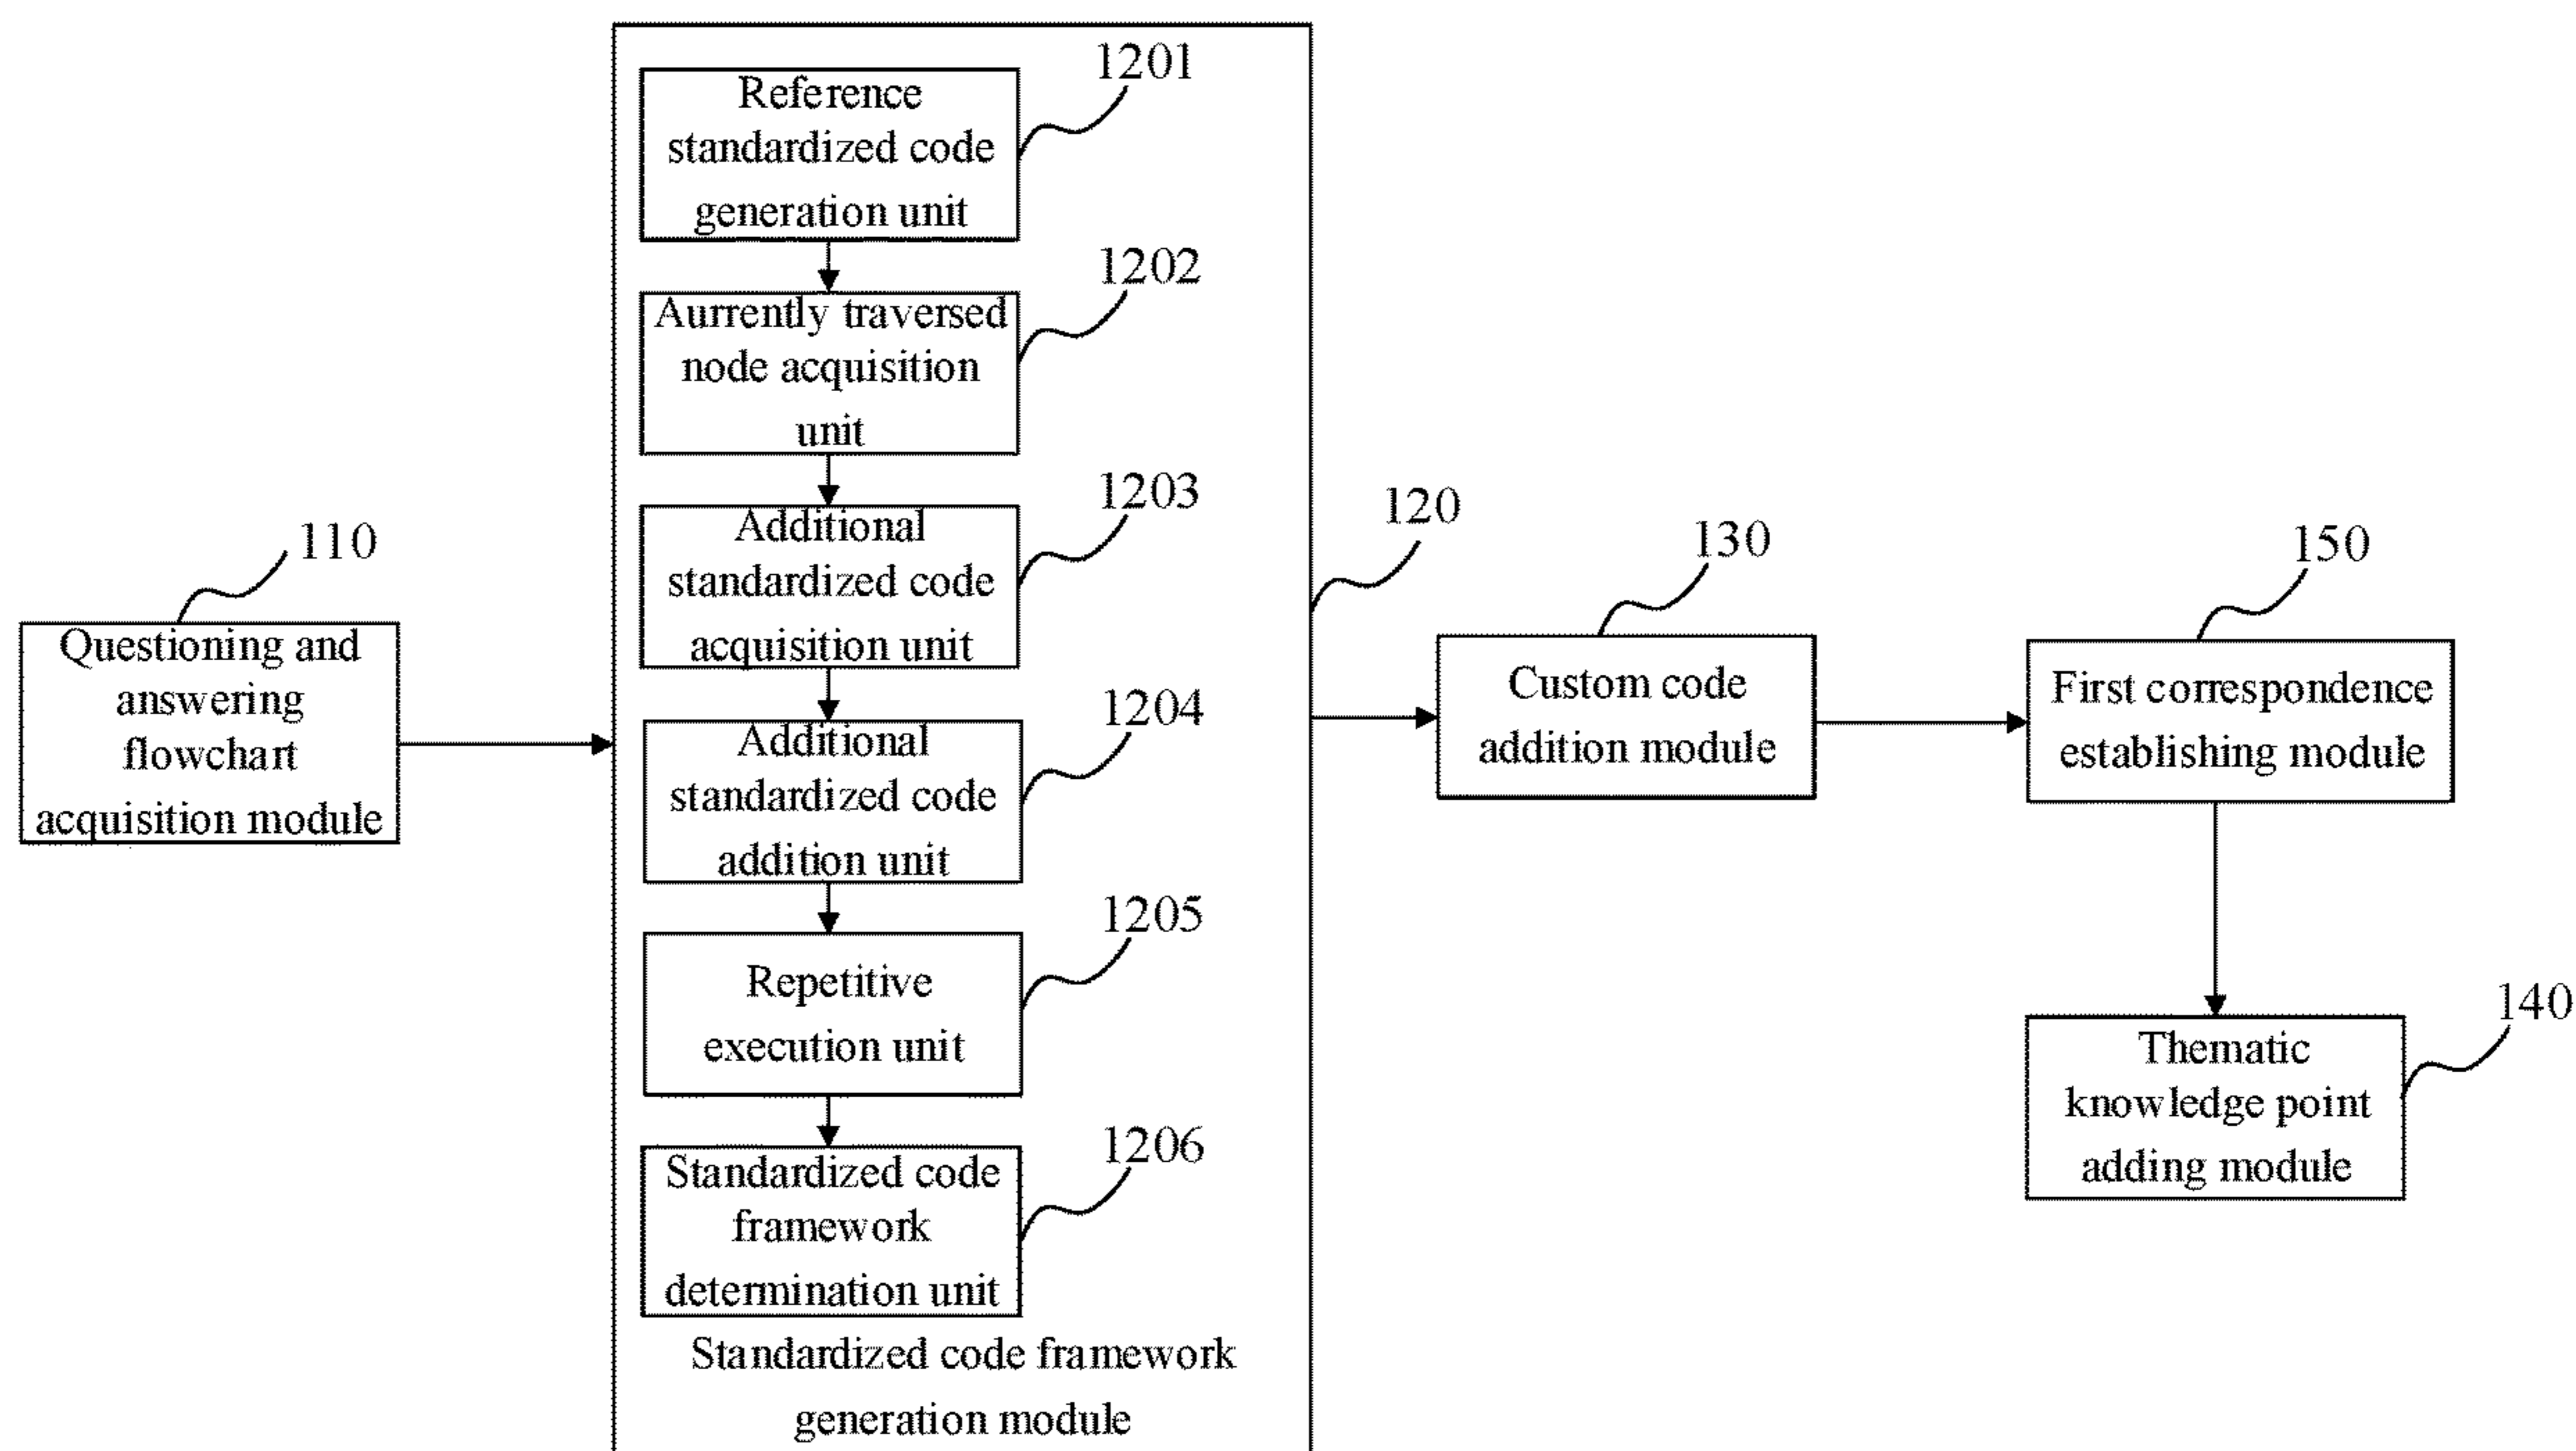 110
Questioning and
answering
flowchart
acquisition module
1201
Reference
standardized code
generation unit
1202
Aurrently traversed
node acquisition
unit
1203
Additional
standardized code
acquisition unit
1204
Additional
standardized code
addition unit
1205
Repetitive
execution unit
1206
Standardized code
framework
determination unit
Standardized code framework
generation module
120
130
Custom code
addition module
150
First correspondence
establishing module
140
Thematic
knowledge point
adding module